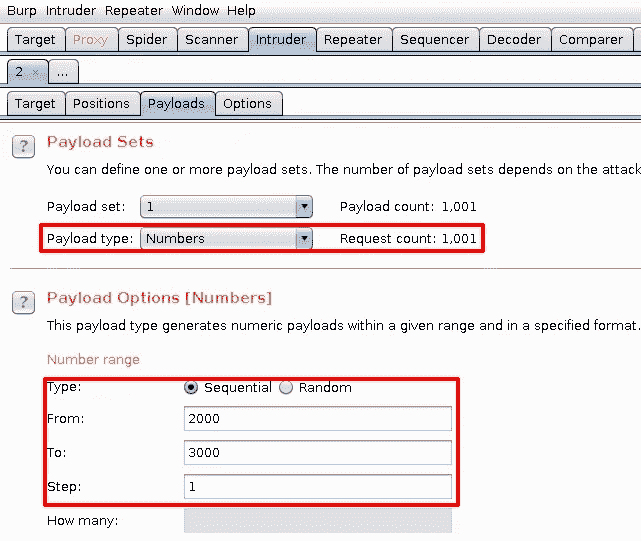 Burp Intruder Repeater Window Help
Target Proxy Spider Scanner Intruder Repeater Sequencer Decoder Comparer
2 × ...
Target Positions Payloads Options
? Payload Sets
You can define one or more payload sets. The number of payload sets depends on the attack
Payload set: 1 Payload count: 1,001
Payload type: Numbers Request count: 1,001
? Payload Options [Numbers]
This payload type generates numeric payloads within a given range and in a specified format.
Number range
Type: Sequential Random
From: 2000
To: 3000
Step: 1
How many: